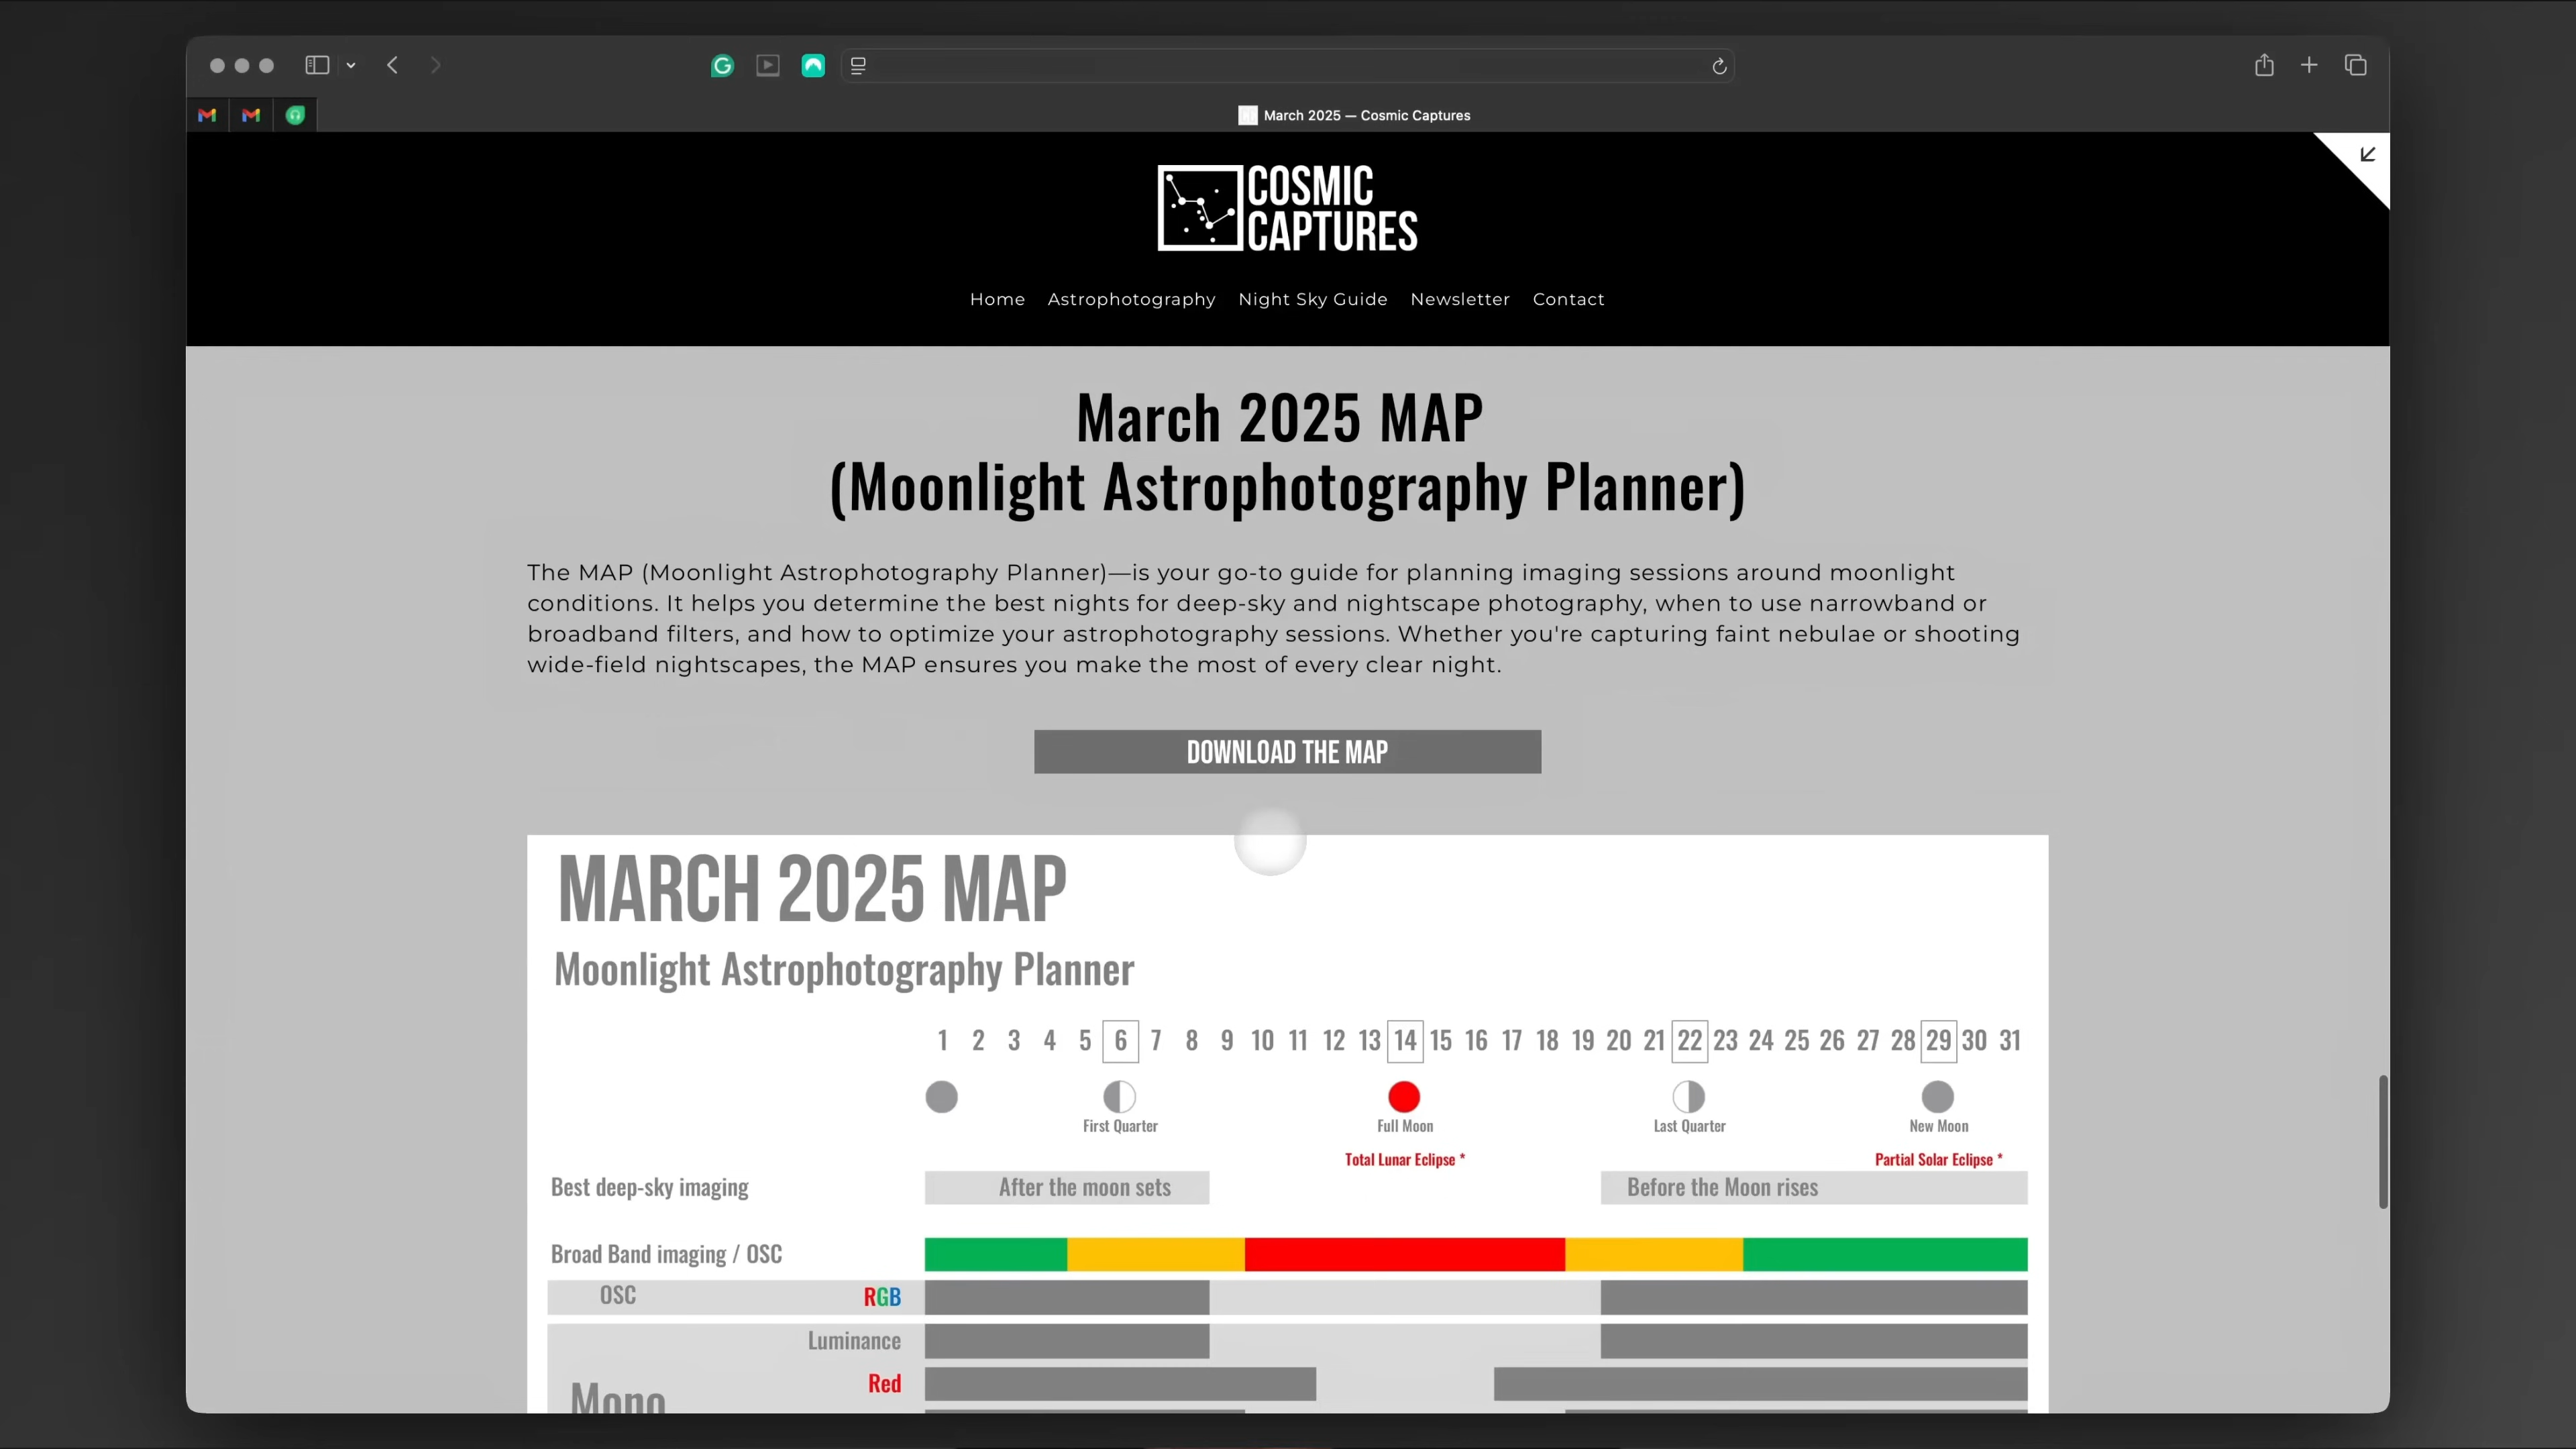 March 2025 — Cosmic Captures
COSMIC
CAPTURES
Home Astrophotography Night Sky Guide Newsletter Contact
March 2025 MAP
(Moonlight Astrophotography Planner)
The MAP (Moonlight Astrophotography Planner)—is your go-to guide for planning imaging sessions around moonlight
conditions. It helps you determine the best nights for deep-sky and nightscape photography, when to use narrowband or
broadband filters, and how to optimize your astrophotography sessions. Whether you're capturing faint nebulae or shooting
wide-field nightscapes, the MAP ensures you make the most of every clear night.
DOWNLOAD THE MAP
MARCH 2025 MAP
Moonlight Astrophotography Planner
1 2 3 4 5 6 7 8 9 10 11 12 13 14 15 16 17 18 19 20 21 22 23 24 25 26 27 28 29 30 31
First Quarter Full Moon Last Quarter New Moon
Total Lunar Eclipse * Partial Solar Eclipse *
Best deep-sky imaging After the moon sets Before the Moon rises
Broad Band imaging / OSC
OSC RGB
Luminance
Red
Mono